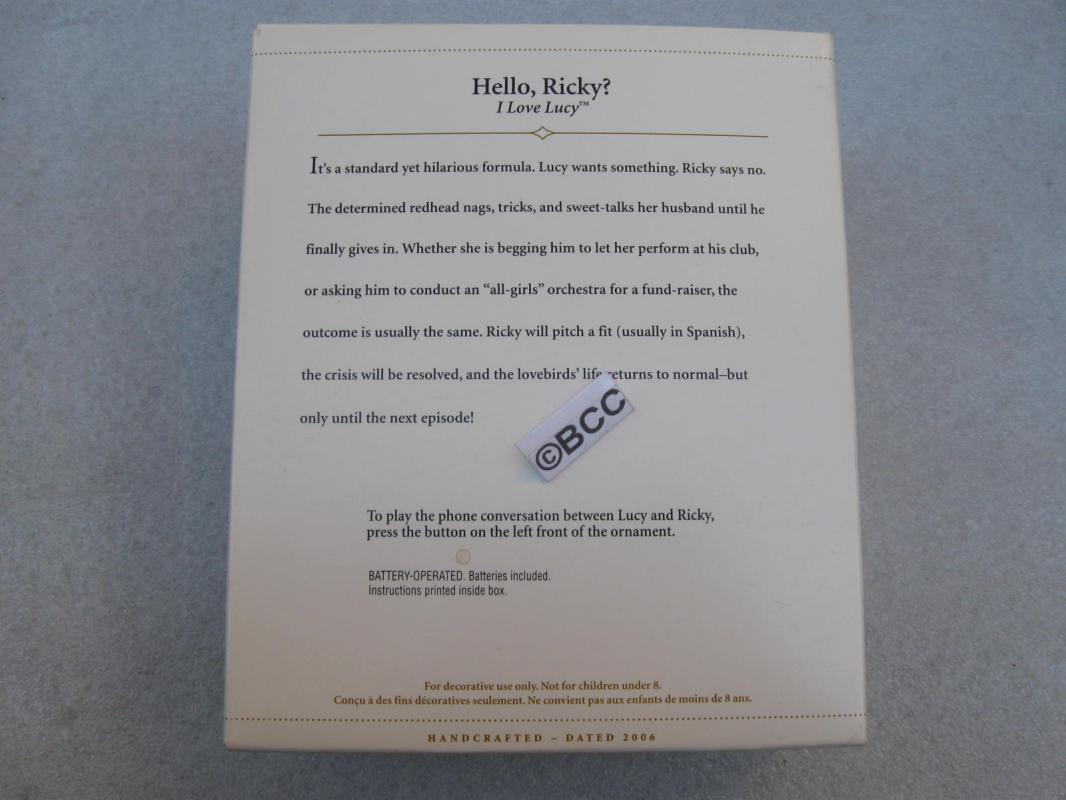 Hello, Ricky?
I Love Lucy™
It's a standard yet hilarious formula. Lucy wants something. Ricky says no.
The determined redhead nags, tricks, and sweet-talks her husband until he
finally gives in. Whether she is begging him to let her perform at his club,
or asking him to conduct an “all-girls” orchestra for a fund-raiser, the
outcome is usually the same. Ricky will pitch a fit (usually in Spanish),
the crisis will be resolved, and the lovebirds' life returns to normal–but
only until the next episode!
©BCC
To play the phone conversation between Lucy and Ricky,
press the button on the left front of the ornament.
BATTERY-OPERATED. Batteries included.
Instructions printed inside box.
For decorative use only. Not for children under 8.
Conçu à des fins décoratives seulement. Ne convient pas aux enfants de moins de 8 ans.
HANDCRAFTED – DATED 2006